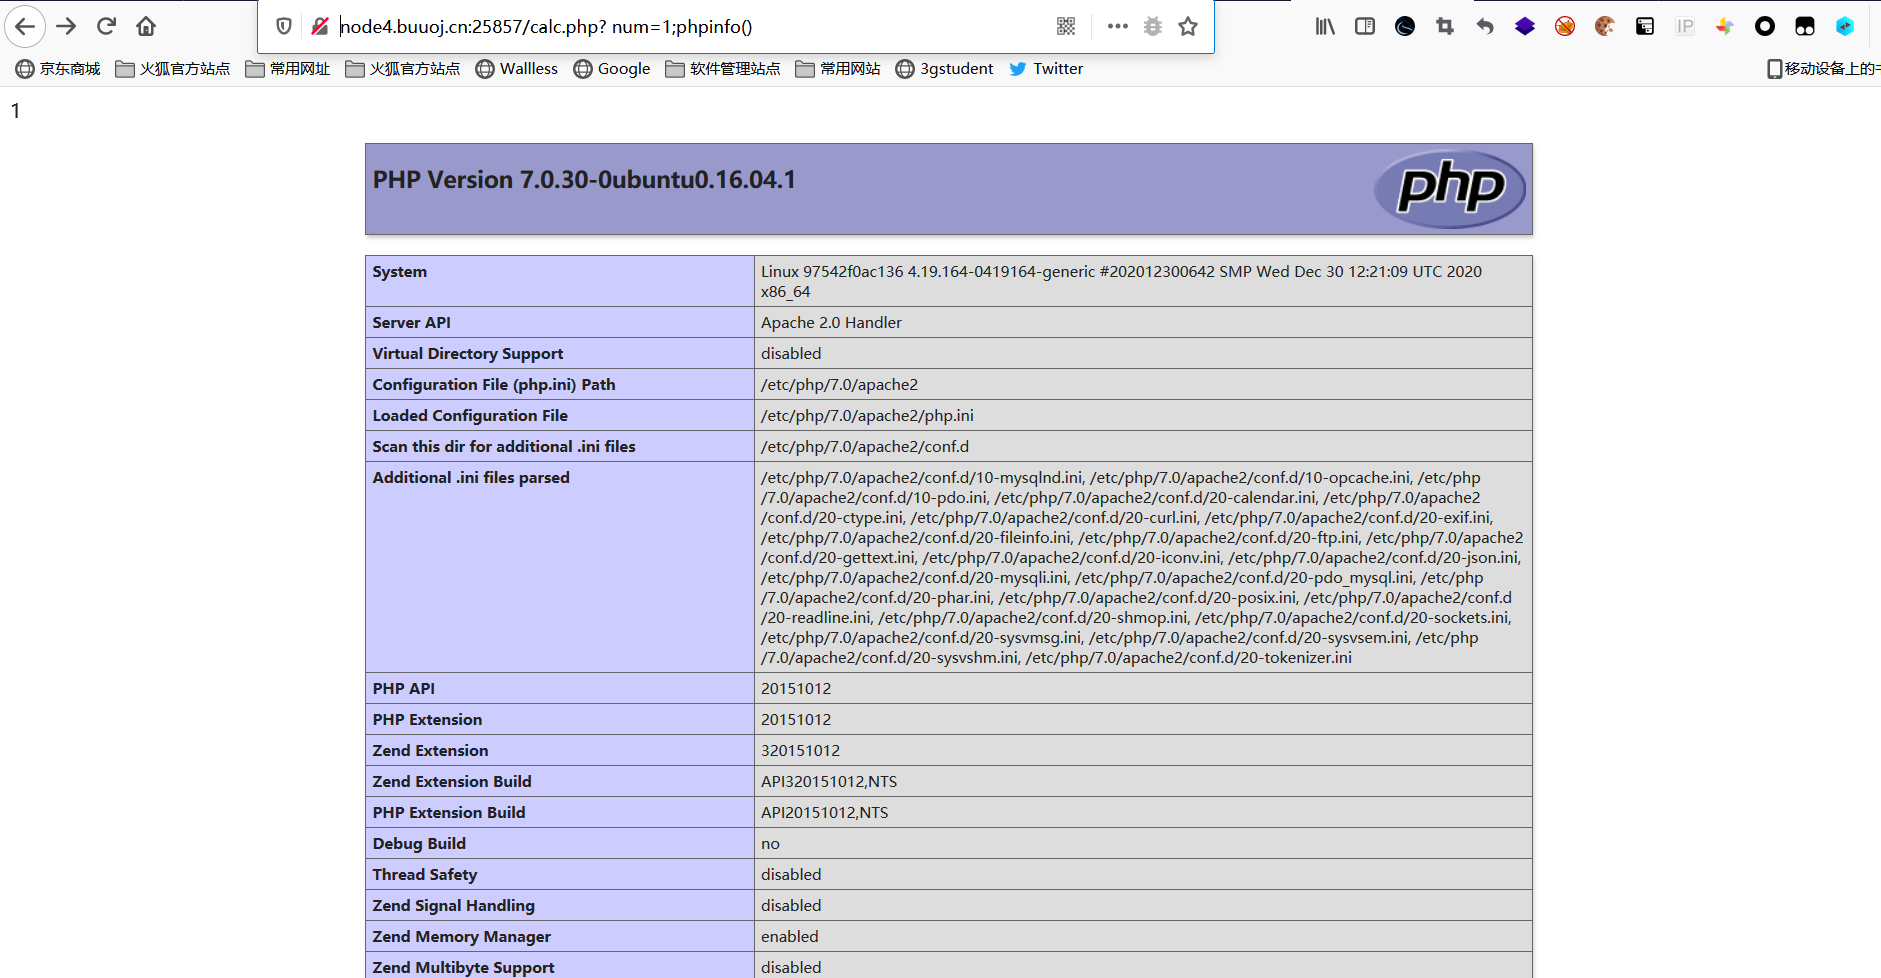 node4.buuoj.cn:25857/calc.php? num=1;phpinfo()
IP
京东商城 火狐官方站点 常用网址 火狐官方站点 Wallless Google 软件管理站点 常用网站 3gstudent Twitter 移动设备上的
1
PHP Version 7.0.30-0ubuntu0.16.04.1
php
System Linux 97542f0ac136 4.19.164-0419164-generic #202012300642 SMP Wed Dec 30 12:21:09 UTC 2020
x86_64
Server API Apache 2.0 Handler
Virtual Directory Support disabled
Configuration File (php.ini) Path /etc/php/7.0/apache2
Loaded Configuration File /etc/php/7.0/apache2/php.ini
Scan this dir for additional .ini files /etc/php/7.0/apache2/conf.d
Additional .ini files parsed /etc/php/7.0/apache2/conf.d/10-mysqlnd.ini, /etc/php/7.0/apache2/conf.d/10-opcache.ini, /etc/php
/7.0/apache2/conf.d/10-pdo.ini, /etc/php/7.0/apache2/conf.d/20-calendar.ini, /etc/php/7.0/apache2
/conf.d/20-ctype.ini, /etc/php/7.0/apache2/conf.d/20-curl.ini, /etc/php/7.0/apache2/conf.d/20-exif.ini,
/etc/php/7.0/apache2/conf.d/20-fileinfo.ini, /etc/php/7.0/apache2/conf.d/20-ftp.ini, /etc/php/7.0/apache2
/conf.d/20-gettext.ini, /etc/php/7.0/apache2/conf.d/20-iconv.ini, /etc/php/7.0/apache2/conf.d/20-json.ini,
/etc/php/7.0/apache2/conf.d/20-mysqli.ini, /etc/php/7.0/apache2/conf.d/20-pdo_mysql.ini, /etc/php
/7.0/apache2/conf.d/20-phar.ini, /etc/php/7.0/apache2/conf.d/20-posix.ini, /etc/php/7.0/apache2/conf.d
/20-readline.ini, /etc/php/7.0/apache2/conf.d/20-shmop.ini, /etc/php/7.0/apache2/conf.d/20-sockets.ini,
/etc/php/7.0/apache2/conf.d/20-sysvmsg.ini, /etc/php/7.0/apache2/conf.d/20-sysvsem.ini, /etc/php
/7.0/apache2/conf.d/20-sysvshm.ini, /etc/php/7.0/apache2/conf.d/20-tokenizer.ini
PHP API 20151012
PHP Extension 20151012
Zend Extension 320151012
Zend Extension Build API320151012,NTS
PHP Extension Build API20151012,NTS
Debug Build no
Thread Safety disabled
Zend Signal Handling disabled
Zend Memory Manager enabled
Zend Multibyte Support disabled